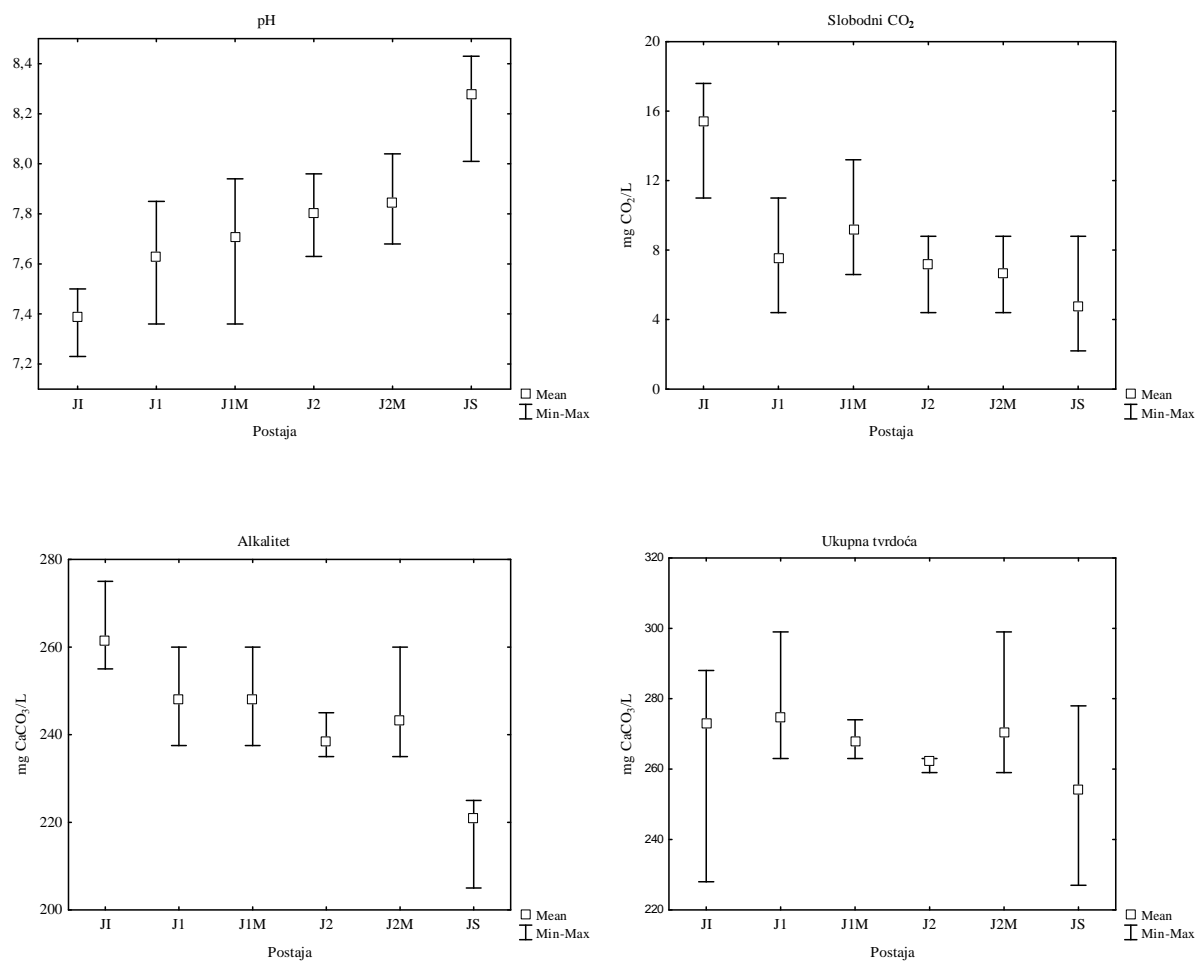 pH
8,4
8,2
8,0
7,8
7,6
7,4
7,2
JI J1 J1M J2 J2M JS
Postaja
Mean
Min-Max
Slobodni CO₂
mg CO₂/L
20
16
12
8
4
0
JI J1 J1M J2 J2M JS
Postaja
Mean
Min-Max
Alkalitet
mg CaCO₃/L
280
260
240
220
200
JI J1 J1M J2 J2M JS
Postaja
Mean
Min-Max
Ukupna tvrdoća
mg CaCO₃/L
320
300
280
260
240
220
JI J1 J1M J2 J2M JS
Postaja
Mean
Min-Max